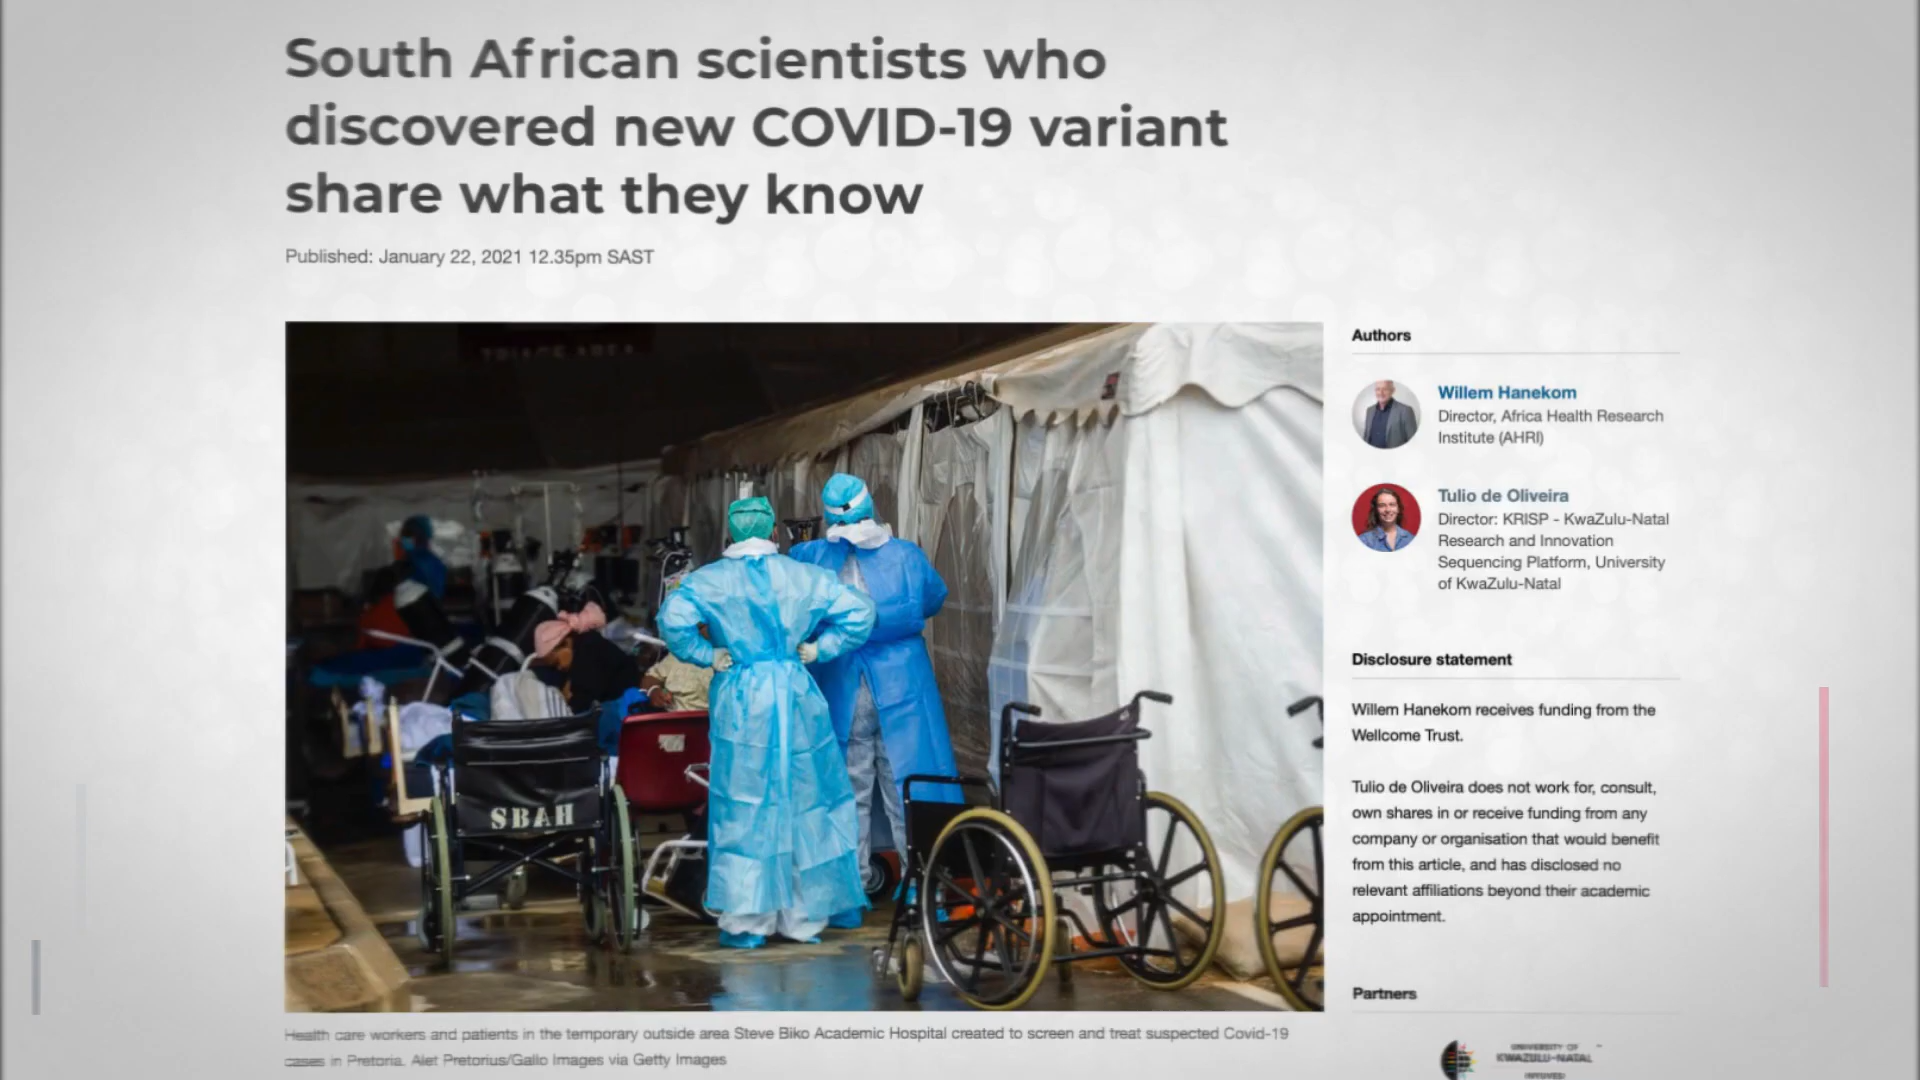 South African scientists who
discovered new COVID-19 variant
share what they know
Published: January 22, 2021 12.35pm SAST
TRIAGE AREA
SBAH
Health care workers and patients in the temporary outside area Steve Biko Academic Hospital created to screen and treat suspected Covid-19
cases in Pretoria. Alet Pretorius/Gallo Images via Getty Images
Authors
Willem Hanekom
Director, Africa Health Research
Institute (AHRI)
Tulio de Oliveira
Director: KRISP - KwaZulu-Natal
Research and Innovation
Sequencing Platform, University
of KwaZulu-Natal
Disclosure statement
Willem Hanekom receives funding from the
Wellcome Trust.
Tulio de Oliveira does not work for, consult,
own shares in or receive funding from any
company or organisation that would benefit
from this article, and has disclosed no
relevant affiliations beyond their academic
appointment.
Partners
UNIVERSITY OF
KWAZULU-NATAL